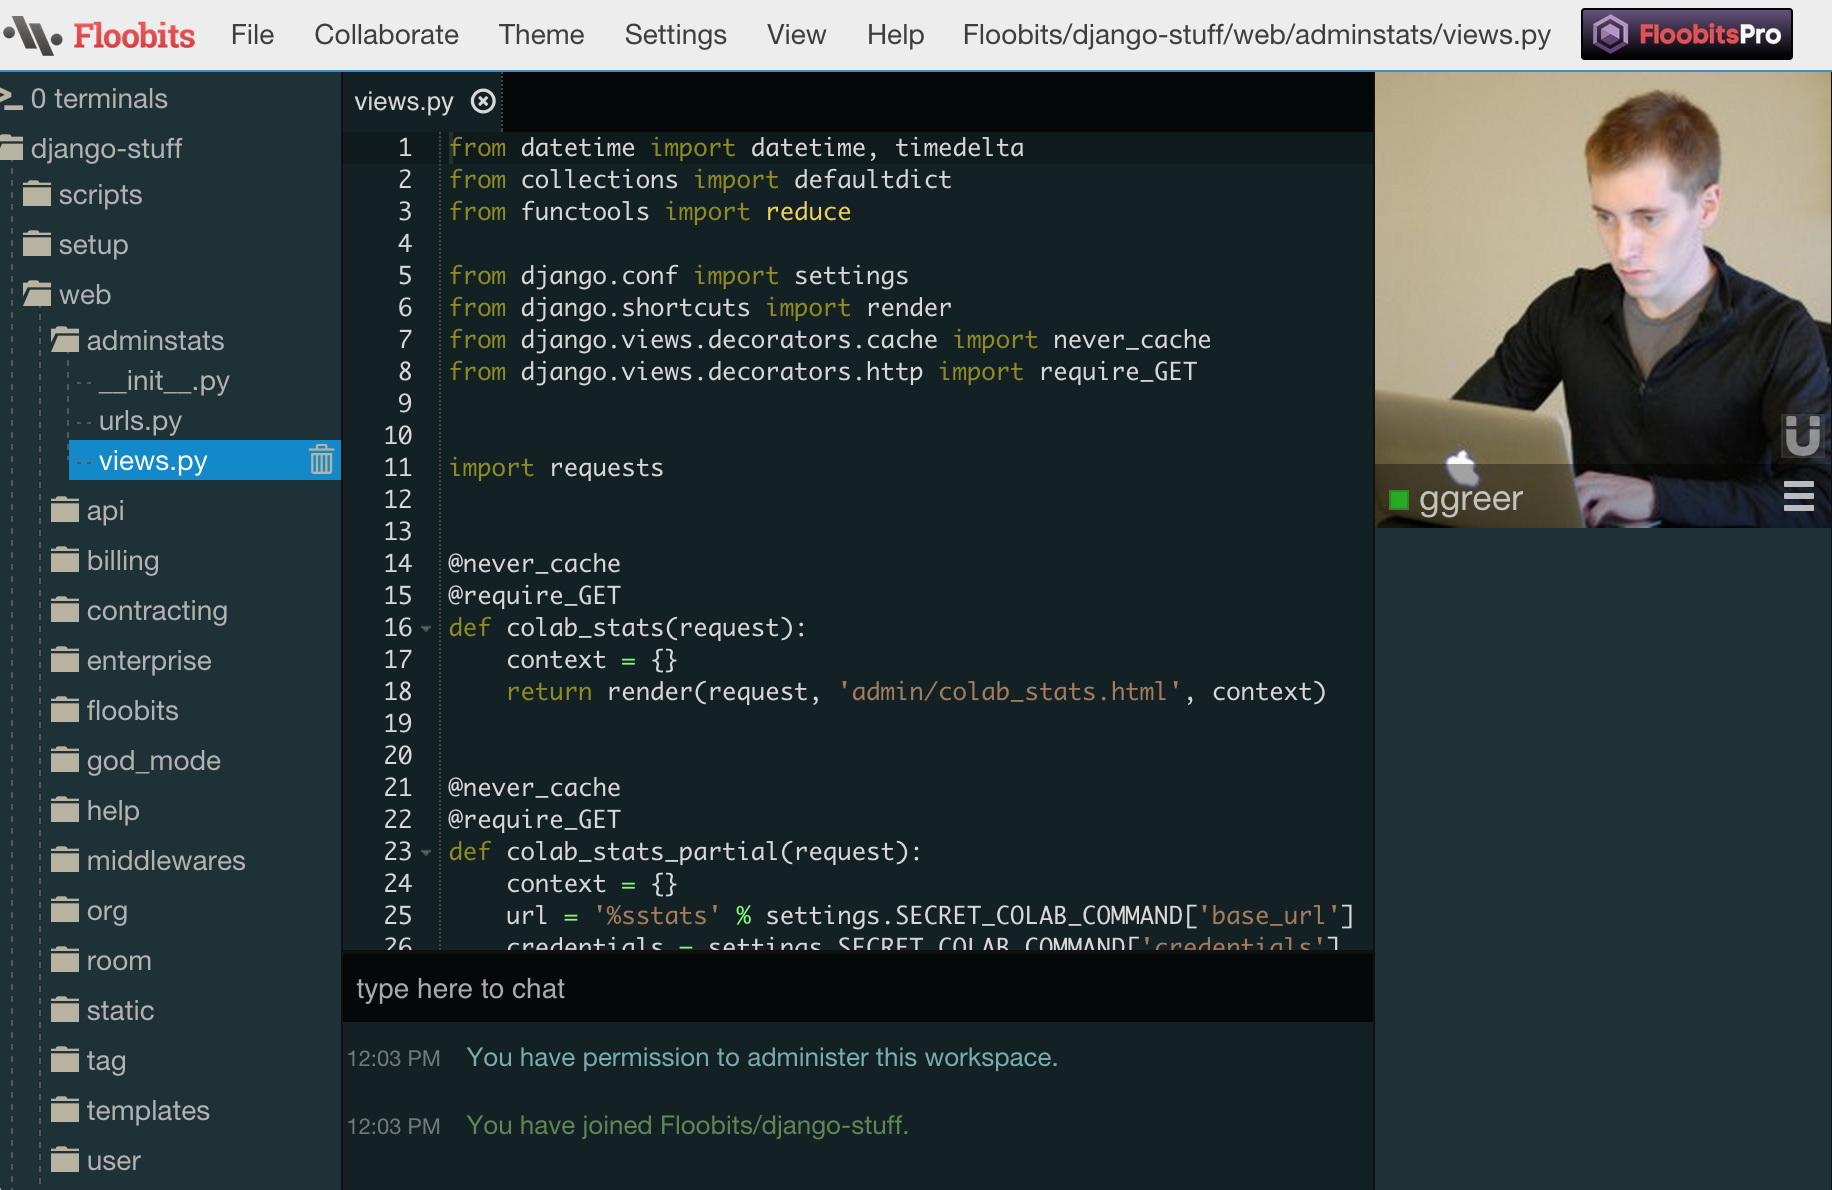 Floobits File Collaborate Theme Settings View Help Floobits/django-stuff/web/adminstats/views.py FloobitsPro
0 terminals
django-stuff
scripts
setup
web
adminstats
__init__.py
urls.py
views.py
api
billing
contracting
enterprise
floobits
god_mode
help
middlewares
org
room
static
tag
templates
user
views.py
1 from datetime import datetime, timedelta
2 from collections import defaultdict
3 from functools import reduce
4
5 from django.conf import settings
6 from django.shortcuts import render
7 from django.views.decorators.cache import never_cache
8 from django.views.decorators.http import require_GET
9
10
11 import requests
12
13
14 @never_cache
15 @require_GET
16 def colab_stats(request):
17     context = {}
18     return render(request, 'admin/colab_stats.html', context)
19
20
21 @never_cache
22 @require_GET
23 def colab_stats_partial(request):
24     context = {}
25     url = '%sstats' % settings.SECRET_COLAB_COMMAND['base_url']
26     credentials = settings.SECRET_COLAB_COMMAND['credentials']
type here to chat
12:03 PM You have permission to administer this workspace.
12:03 PM You have joined Floobits/django-stuff.
ggreer